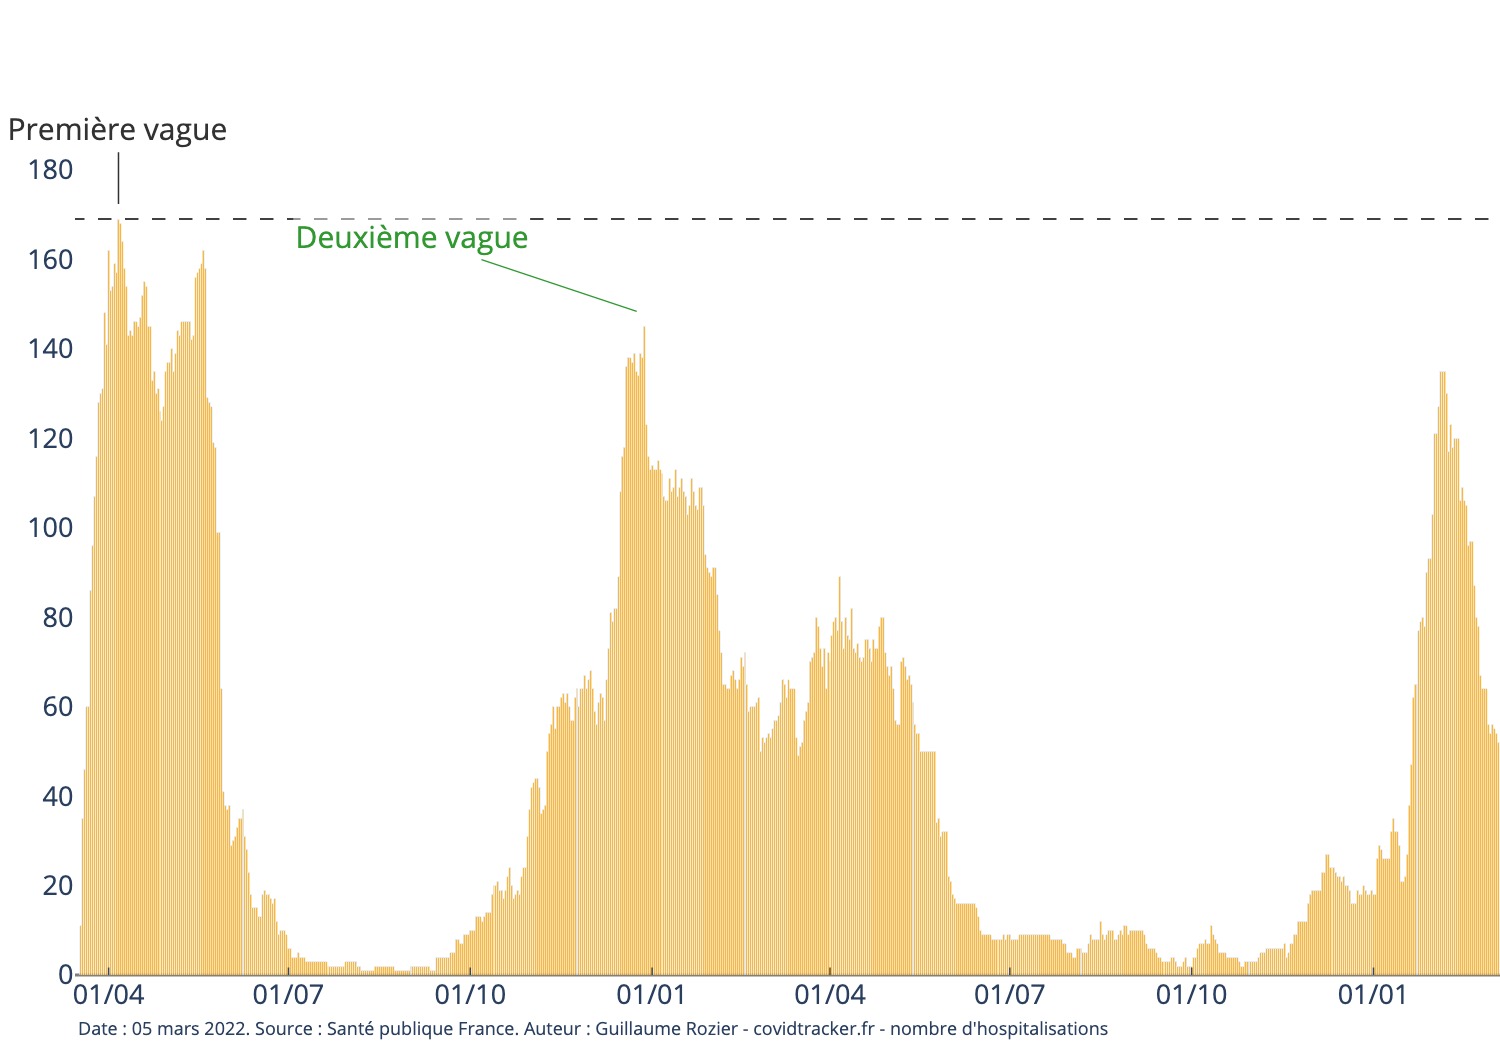 Première vague
180
Deuxième vague
160
140
120
100
80
60
40
20
0
01/04 01/07 01/10 01/01 01/04 01/07 01/10 01/01
Date : 05 mars 2022. Source : Santé publique France. Auteur : Guillaume Rozier - covidtracker.fr - nombre d'hospitalisations